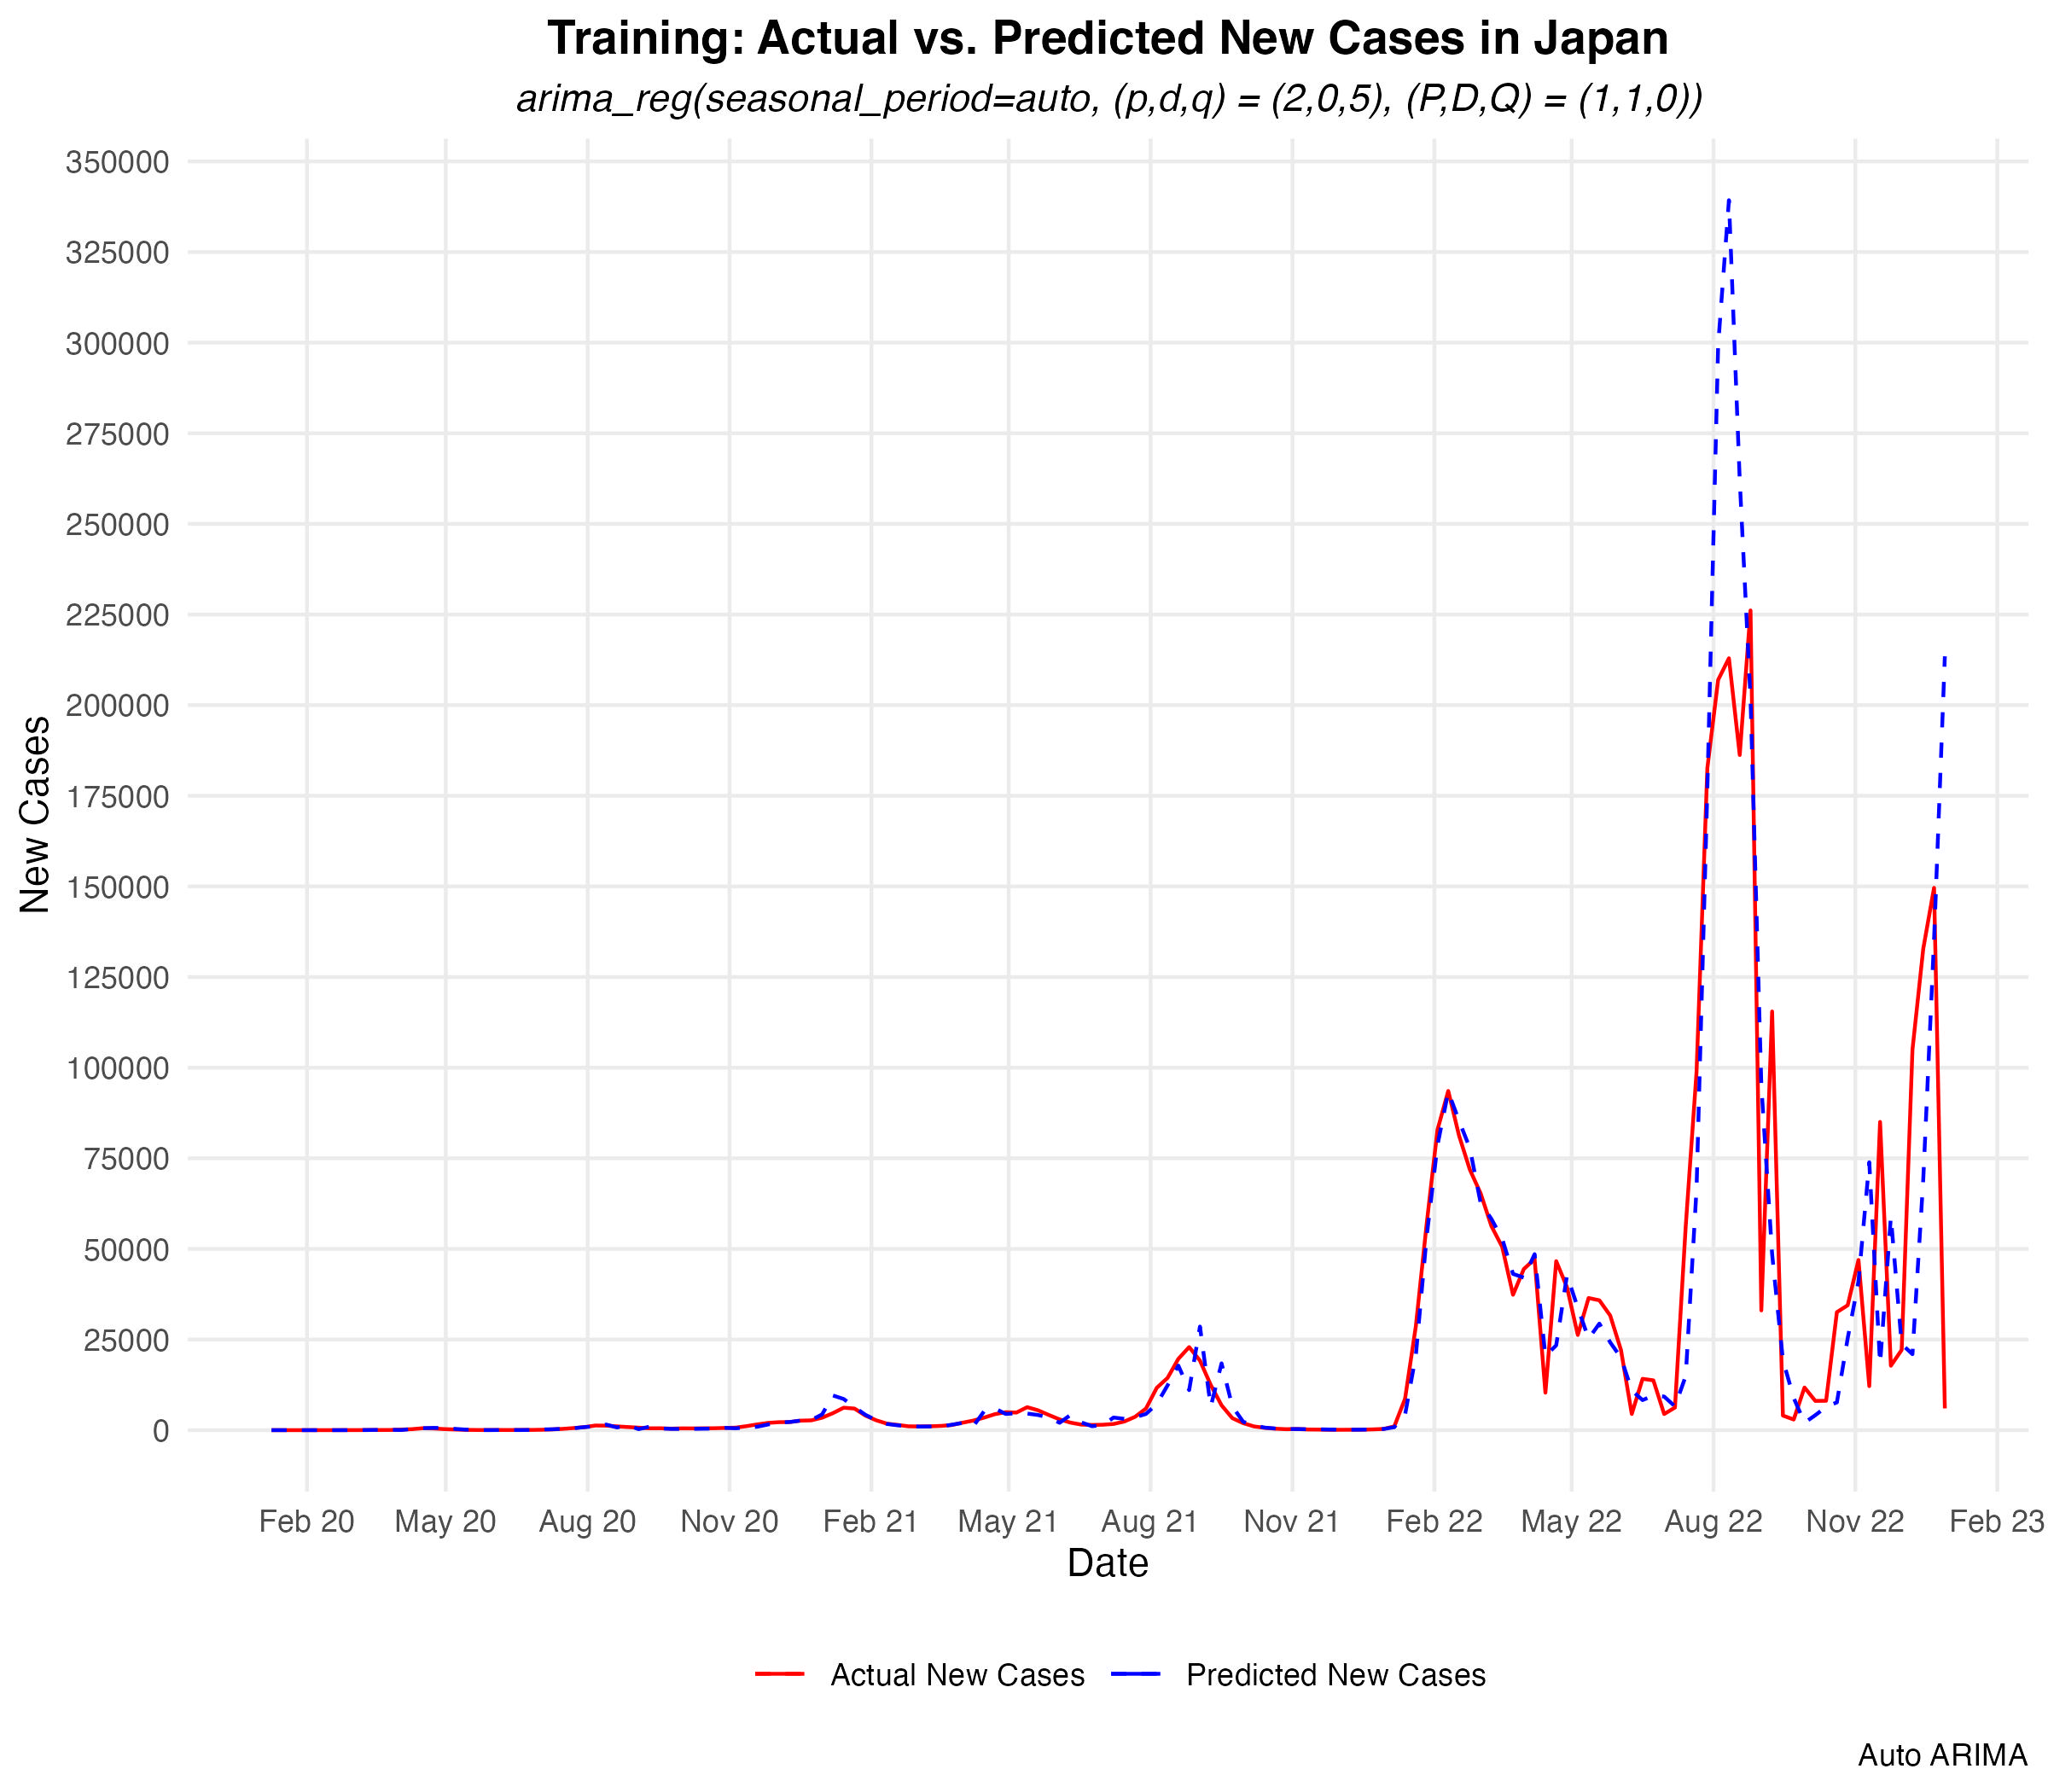 Training: Actual vs. Predicted New Cases in Japan
arima_reg(seasonal_period=auto, (p,d,q) = (2,0,5), (P,D,Q) = (1,1,0))
New Cases
350000
325000
300000
275000
250000
225000
200000
175000
150000
125000
100000
75000
50000
25000
0
Feb 20 May 20 Aug 20 Nov 20 Feb 21 May 21 Aug 21 Nov 21 Feb 22 May 22 Aug 22 Nov 22 Feb 23
Date
Actual New Cases Predicted New Cases
Auto ARIMA